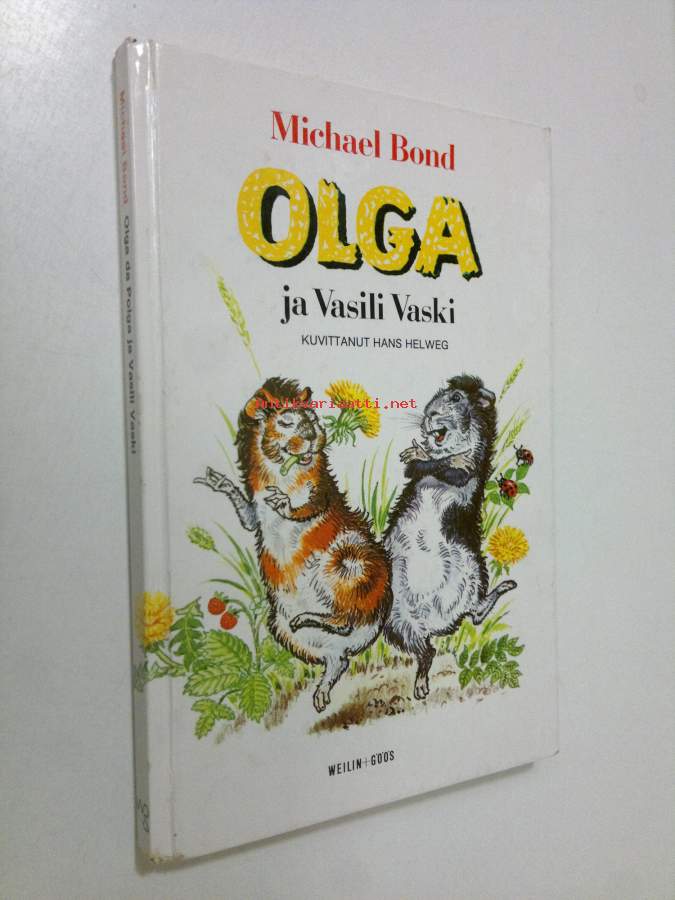 Michael Bond
OLGA
ja Vasili Vaski
KUVITTANUT HANS HELWEG
antikvariantti.net
WEILIN+GÖÖS
Michael Bond Olga da Polga ja Vasili Vaski